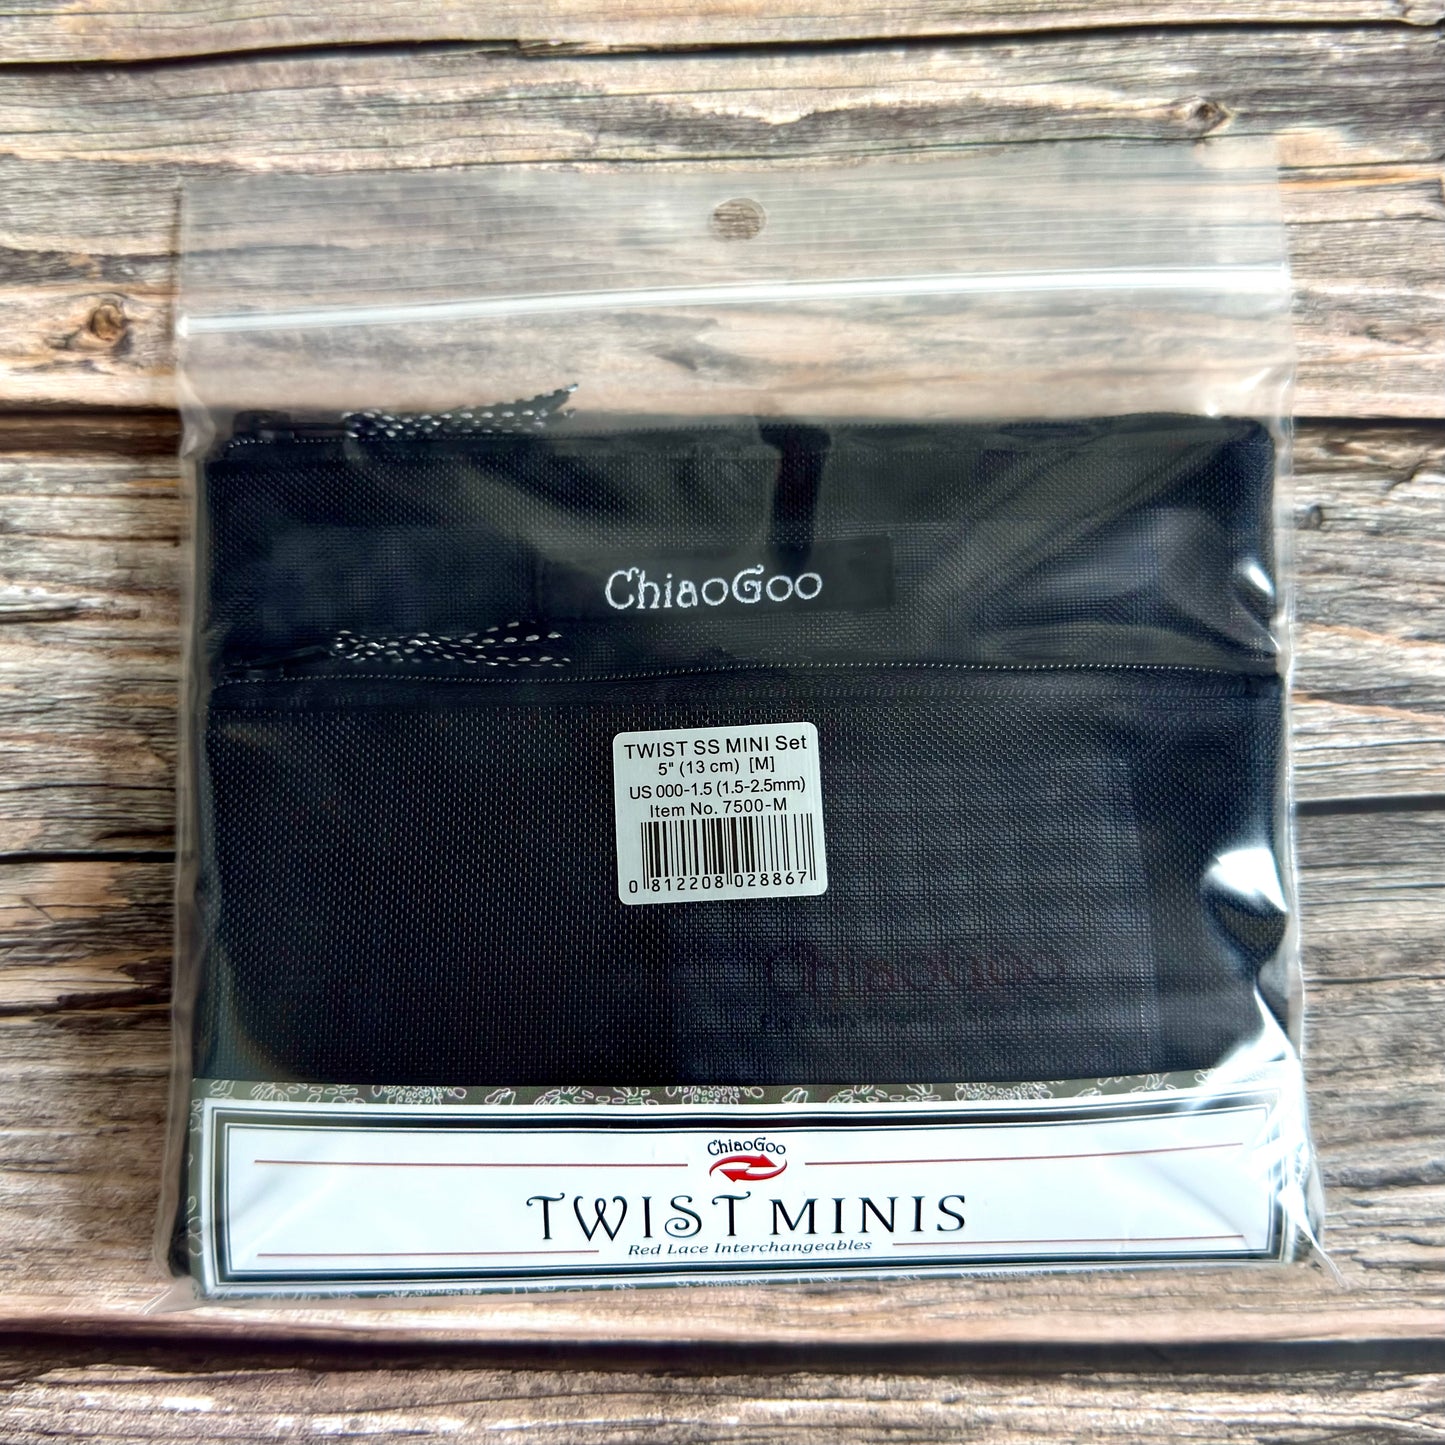 ChiaoGoo
TWIST SS MINI Set
5" (13 cm) [M]
US 000-1.5 (1.5-2.5mm)
Item No. 7500-M
0 812208 028867
ChiaoGoo
ChiaoGoo
TWIST MINIS
Red Lace Interchangeables